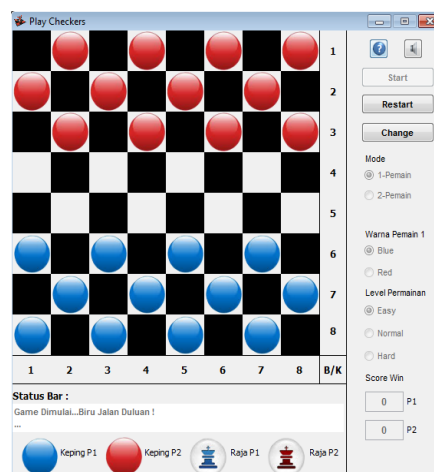 Play Checkers
1
2
3
4
5
6
7
8
1 2 3 4 5 6 7 8 B/K
Start
Restart
Change
Mode
1-Pemain
2-Pemain
Warna Pemain 1
Blue
Red
Level Permainan
Easy
Normal
Hard
Score Win
0 P1
0 P2
Status Bar :
Game Dimulai...Biru Jalan Duluan !
...
Keping P1 Keping P2 Raja P1 Raja P2